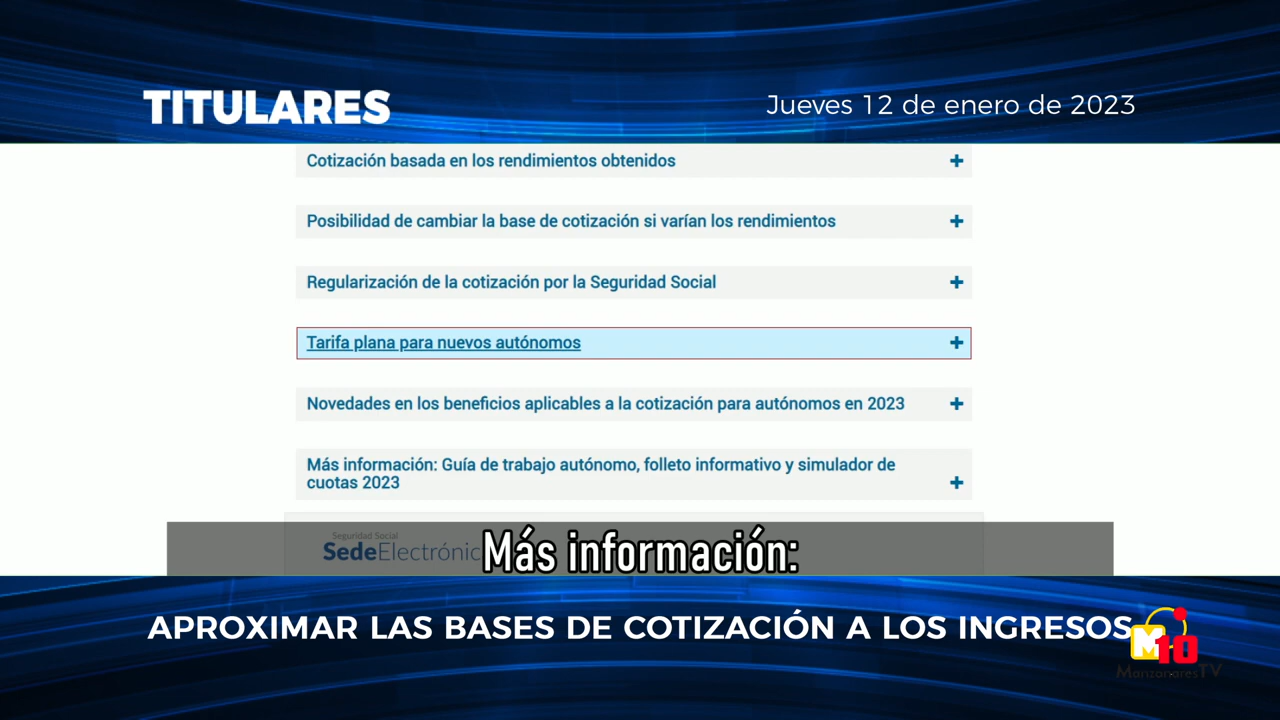 TITULARES
Jueves 12 de enero de 2023
Cotización basada en los rendimientos obtenidos
Posibilidad de cambiar la base de cotización si varían los rendimientos
Regularización de la cotización por la Seguridad Social
Tarifa plana para nuevos autónomos
Novedades en los beneficios aplicables a la cotización para autónomos en 2023
Más información: Guía de trabajo autónomo, folleto informativo y simulador de
cuotas 2023
Seguridad Social
SedeElectrónic
Más información:
APROXIMAR LAS BASES DE COTIZACIÓN A LOS INGRESOS
M10
ManzanaresTV